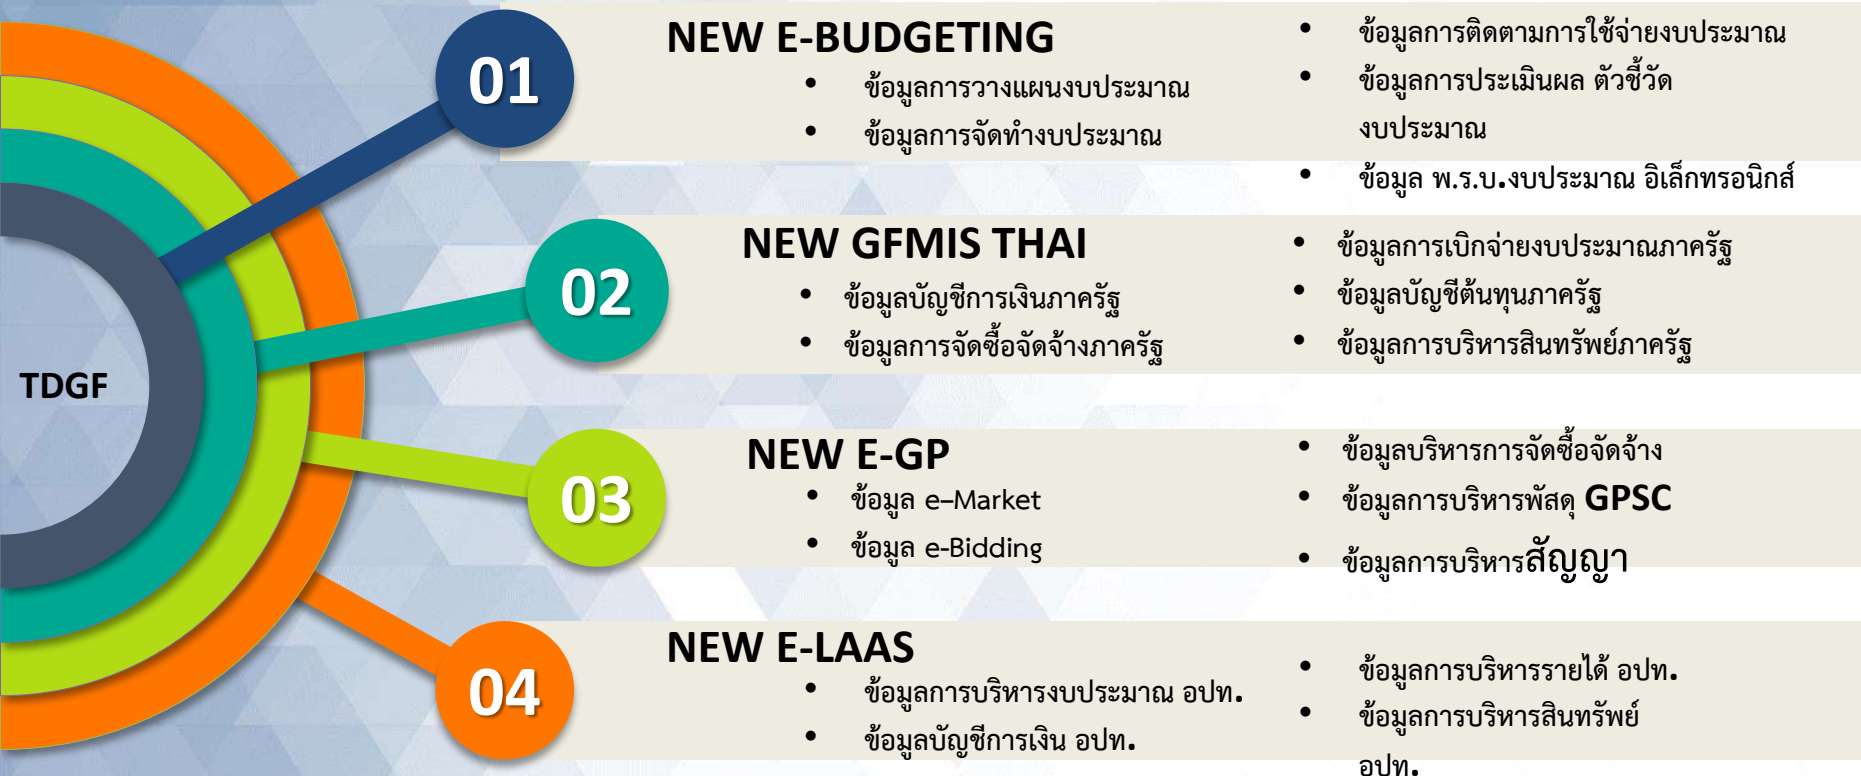 TDGF
01
NEW E-BUDGETING
• ข้อมูลการวางแผนงบประมาณ
• ข้อมูลการจัดทำงบประมาณ
• ข้อมูลการติดตามการใช้จ่ายงบประมาณ
• ข้อมูลการประเมินผล ตัวชี้วัด
งบประมาณ
• ข้อมูล พ.ร.บ.งบประมาณ อิเล็กทรอนิกส์
02
NEW GFMIS THAI
• ข้อมูลบัญชีการเงินภาครัฐ
• ข้อมูลการจัดซื้อจัดจ้างภาครัฐ
• ข้อมูลการเบิกจ่ายงบประมาณภาครัฐ
• ข้อมูลบัญชีต้นทุนภาครัฐ
• ข้อมูลการบริหารสินทรัพย์ภาครัฐ
03
NEW E-GP
• ข้อมูล e–Market
• ข้อมูล e-Bidding
• ข้อมูลบริหารการจัดซื้อจัดจ้าง
• ข้อมูลการบริหารพัสดุ GPSC
• ข้อมูลการบริหารสัญญา
04
NEW E-LAAS
• ข้อมูลการบริหารงบประมาณ อปท.
• ข้อมูลบัญชีการเงิน อปท.
• ข้อมูลการบริหารรายได้ อปท.
• ข้อมูลการบริหารสินทรัพย์
อปท.